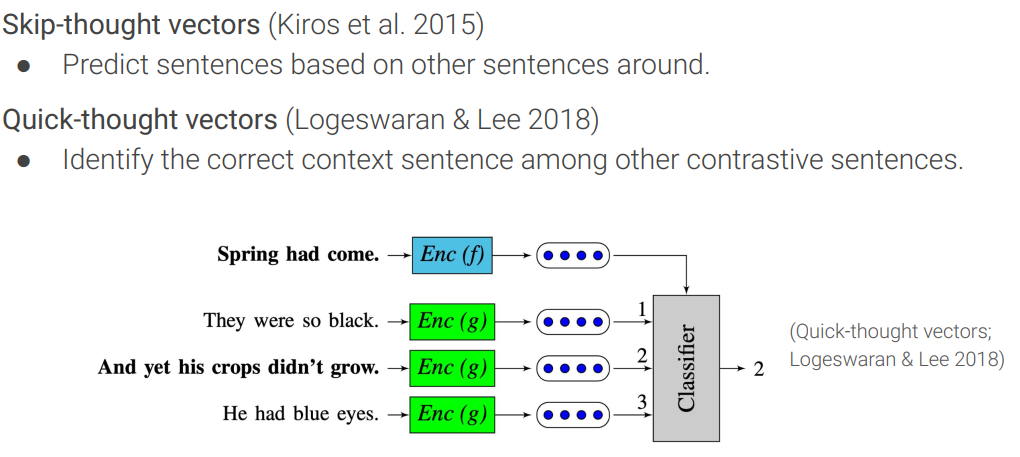 Skip-thought vectors (Kiros et al. 2015)
● Predict sentences based on other sentences around.
Quick-thought vectors (Logeswaran & Lee 2018)
● Identify the correct context sentence among other contrastive sentences.
Spring had come. Enc (f)
They were so black. Enc (g) 1
And yet his crops didn't grow. Enc (g) 2
He had blue eyes. Enc (g) 3
Classifier
2
(Quick-thought vectors;
Logeswaran & Lee 2018)